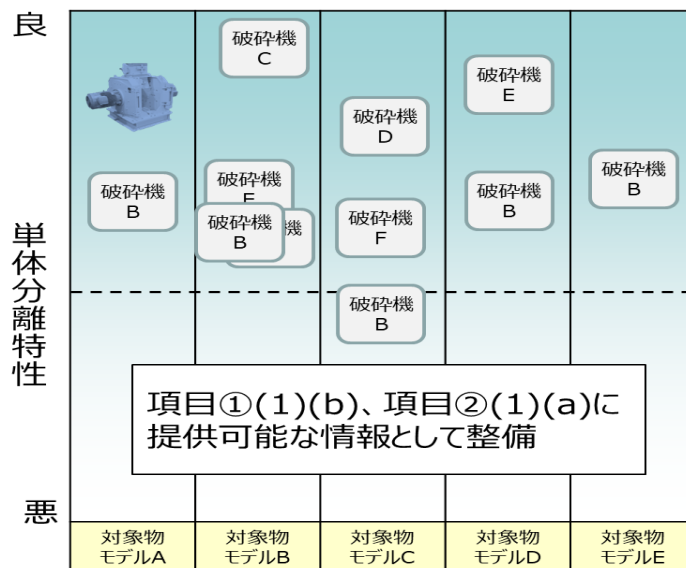 良
単体分離特性
悪
破砕機
B
破砕機
C
破砕機
破砕機
B
機
破砕機
D
破砕機
F
破砕機
B
破砕機
E
破砕機
B
破砕機
B
項目①(1)(b)、項目②(1)(a)に
提供可能な情報として整備
対象物
モデルA
対象物
モデルB
対象物
モデルC
対象物
モデルD
対象物
モデルE